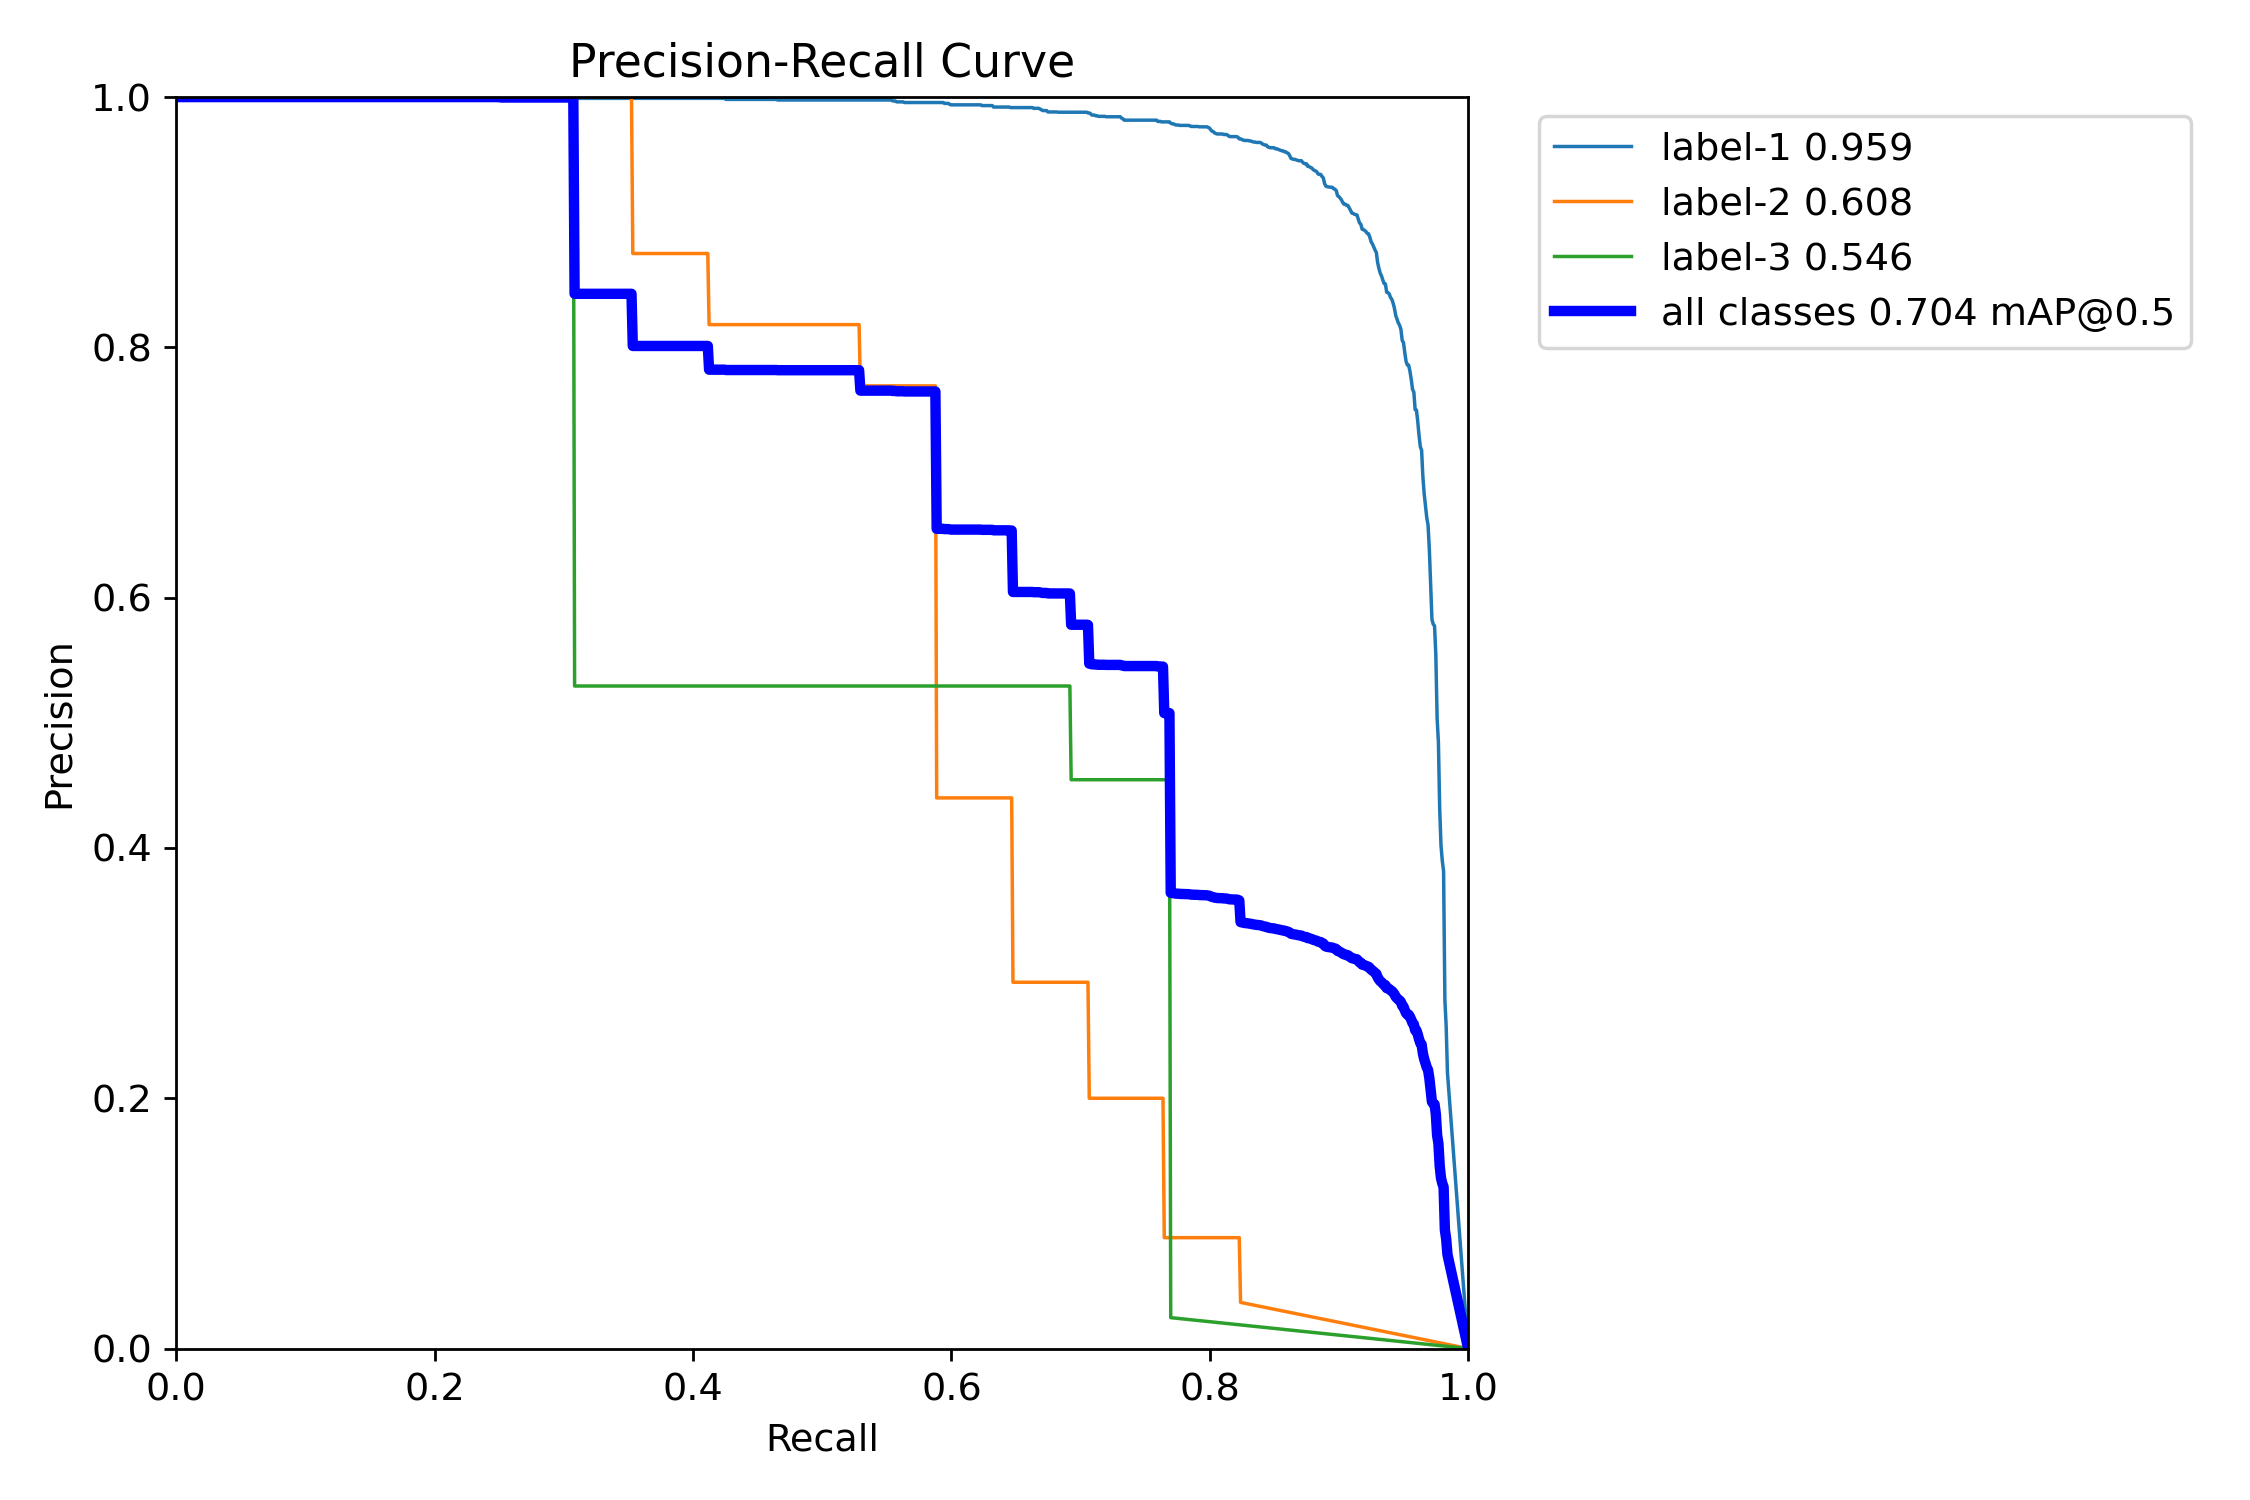 Precision-Recall Curve
1.0
0.8
0.6
0.4
0.2
0.0
Precision
0.0 0.2 0.4 0.6 0.8 1.0
Recall
label-1 0.959
label-2 0.608
label-3 0.546
all classes 0.704 mAP@0.5